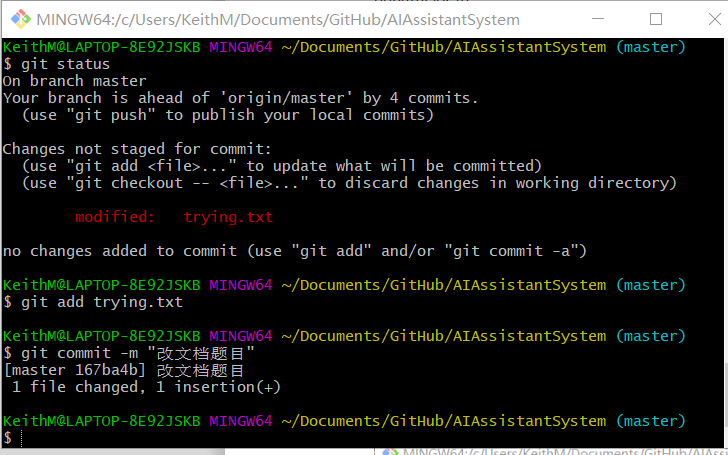 MINGW64:/c/Users/KeithM/Documents/GitHub/AIAssistantSystem
KeithM@LAPTOP-8E92JSKB MINGW64 ~/Documents/GitHub/AIAssistantSystem (master)
$ git status
On branch master
Your branch is ahead of 'origin/master' by 4 commits.
  (use "git push" to publish your local commits)
Changes not staged for commit:
  (use "git add <file>..." to update what will be committed)
  (use "git checkout -- <file>..." to discard changes in working directory)
        modified:   trying.txt
no changes added to commit (use "git add" and/or "git commit -a")
KeithM@LAPTOP-8E92JSKB MINGW64 ~/Documents/GitHub/AIAssistantSystem (master)
$ git add trying.txt
KeithM@LAPTOP-8E92JSKB MINGW64 ~/Documents/GitHub/AIAssistantSystem (master)
$ git commit -m "改文档题目"
[master 167ba4b] 改文档题目
 1 file changed, 1 insertion(+)
KeithM@LAPTOP-8E92JSKB MINGW64 ~/Documents/GitHub/AIAssistantSystem (master)
$
MINGW64:/c/Users/KeithM/Documents/GitHub/AIAss